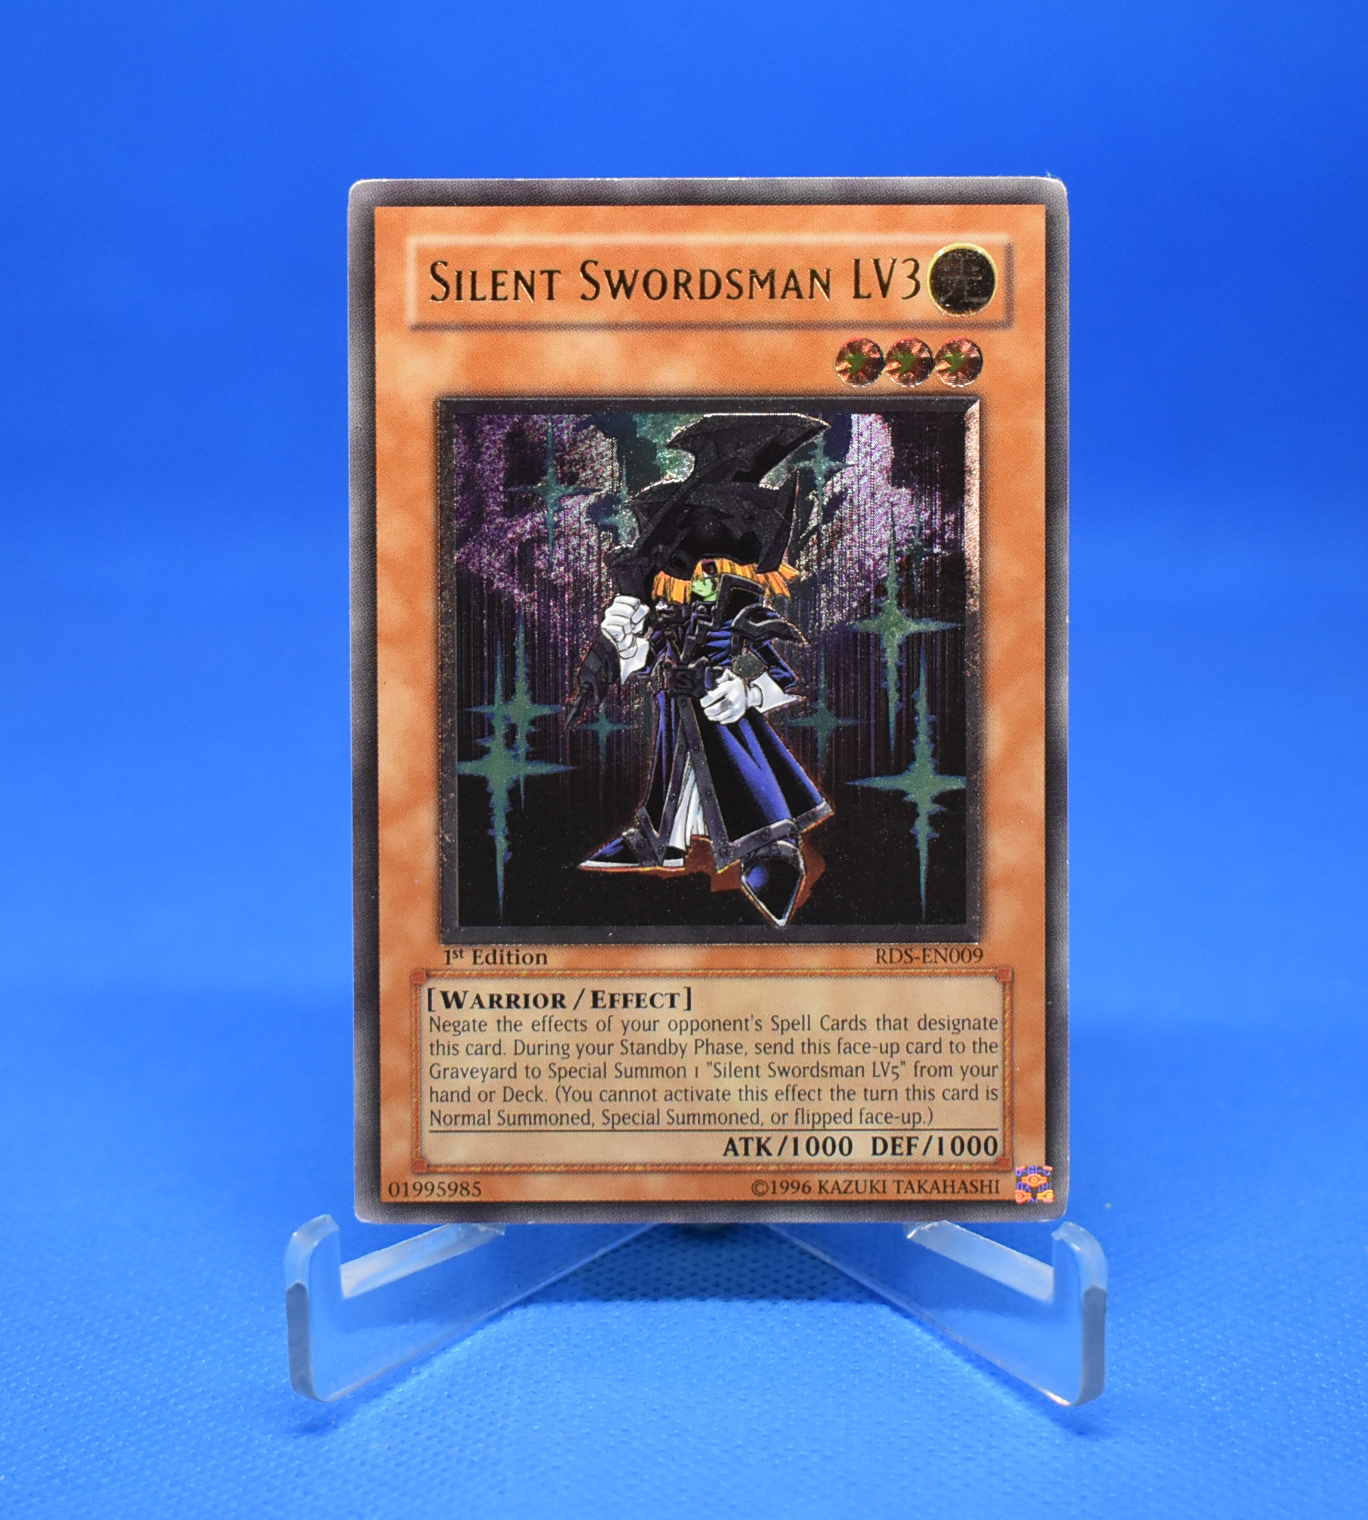 SILENT SWORDSMAN LV3
光
1st Edition
RDS-EN009
[WARRIOR/EFFECT]
Negate the effects of your opponent's Spell Cards that designate
this card. During your Standby Phase, send this face-up card to the
Graveyard to Special Summon 1 "Silent Swordsman LV5" from your
hand or Deck. (You cannot activate this effect the turn this card is
Normal Summoned, Special Summoned, or flipped face-up.)
ATK/1000 DEF/1000
01995985
©1996 KAZUKI TAKAHASHI